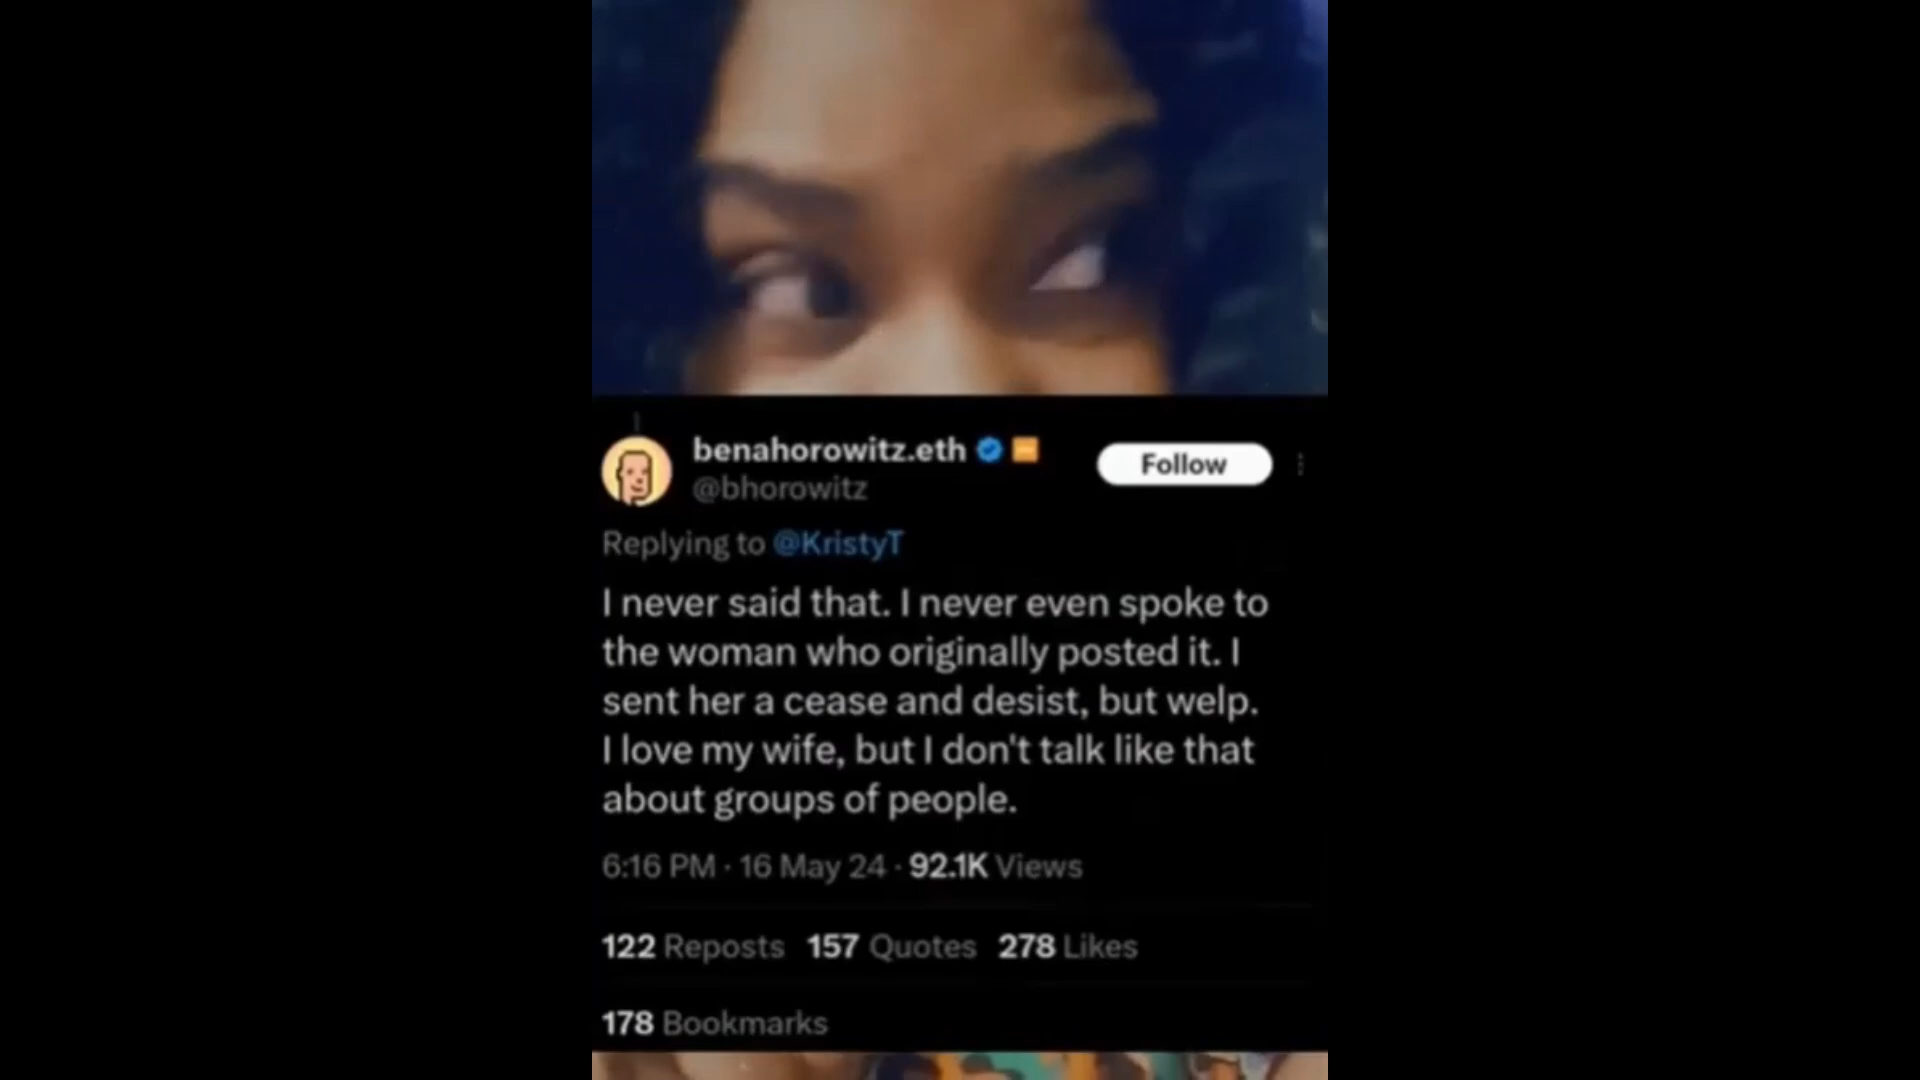 benahorowitz.eth
Follow
@bhorowitz
Replying to @KristyT
I never said that. I never even spoke to
the woman who originally posted it. I
sent her a cease and desist, but welp.
I love my wife, but I don't talk like that
about groups of people.
6:16 PM · 16 May 24 · 92.1K Views
122 Reposts 157 Quotes 278 Likes
178 Bookmarks